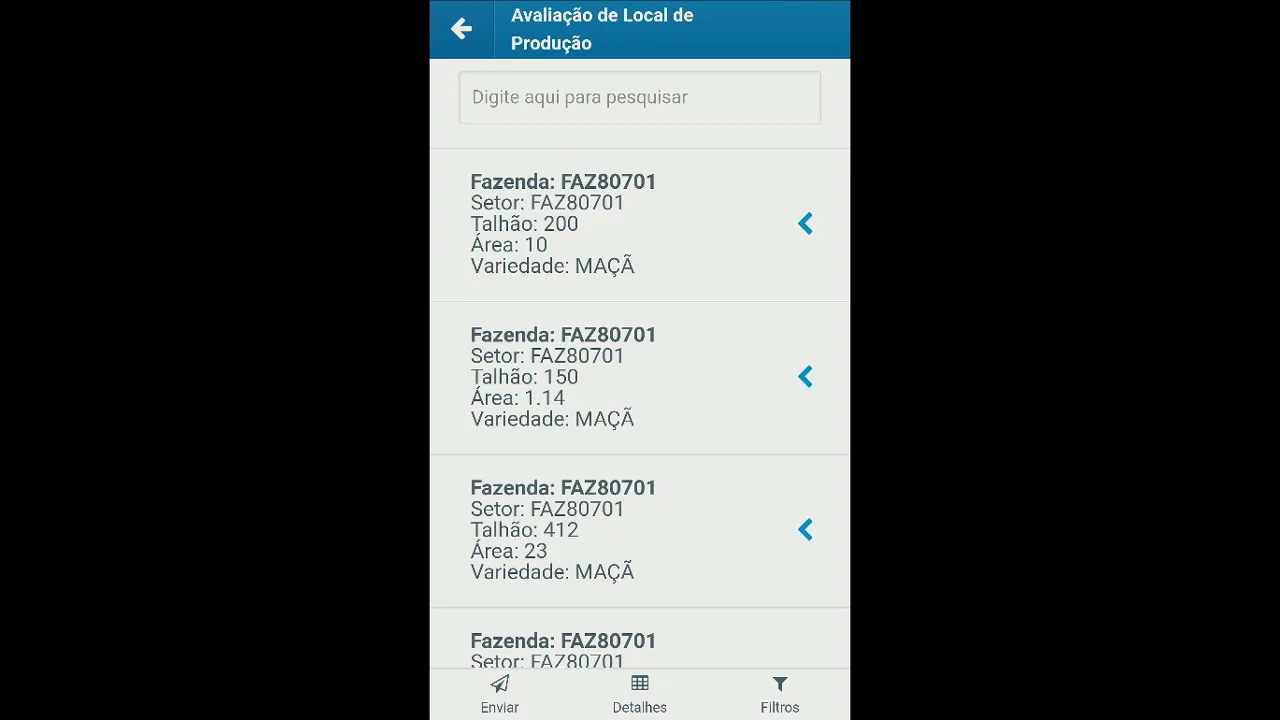 Avaliação de Local de
Produção
Digite aqui para pesquisar
Fazenda: FAZ80701
Setor: FAZ80701
Talhão: 200
Área: 10
Variedade: MAÇÃ
Fazenda: FAZ80701
Setor: FAZ80701
Talhão: 150
Área: 1.14
Variedade: MAÇÃ
Fazenda: FAZ80701
Setor: FAZ80701
Talhão: 412
Área: 23
Variedade: MAÇÃ
Fazenda: FAZ80701
Setor: FAZ80701
Enviar
Detalhes
Filtros